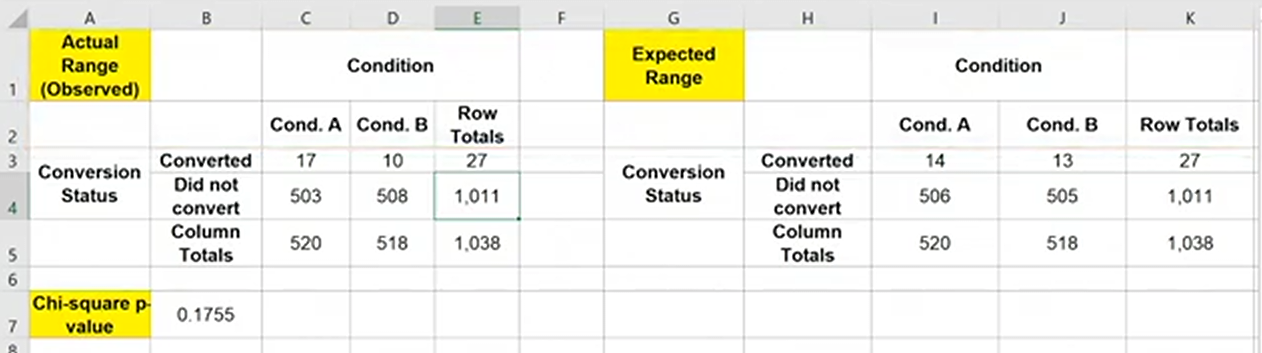 A B C D E F G H I J K
1 Actual Range (Observed) Condition Expected Range Condition
2 Cond. A Cond. B Row Totals Cond. A Cond. B Row Totals
3 Conversion Status Converted 17 10 27 Conversion Status Converted 14 13 27
4 Did not convert 503 508 1,011 Did not convert 506 505 1,011
5 Column Totals 520 518 1,038 Column Totals 520 518 1,038
6
7 Chi-square p-value 0.1755
8